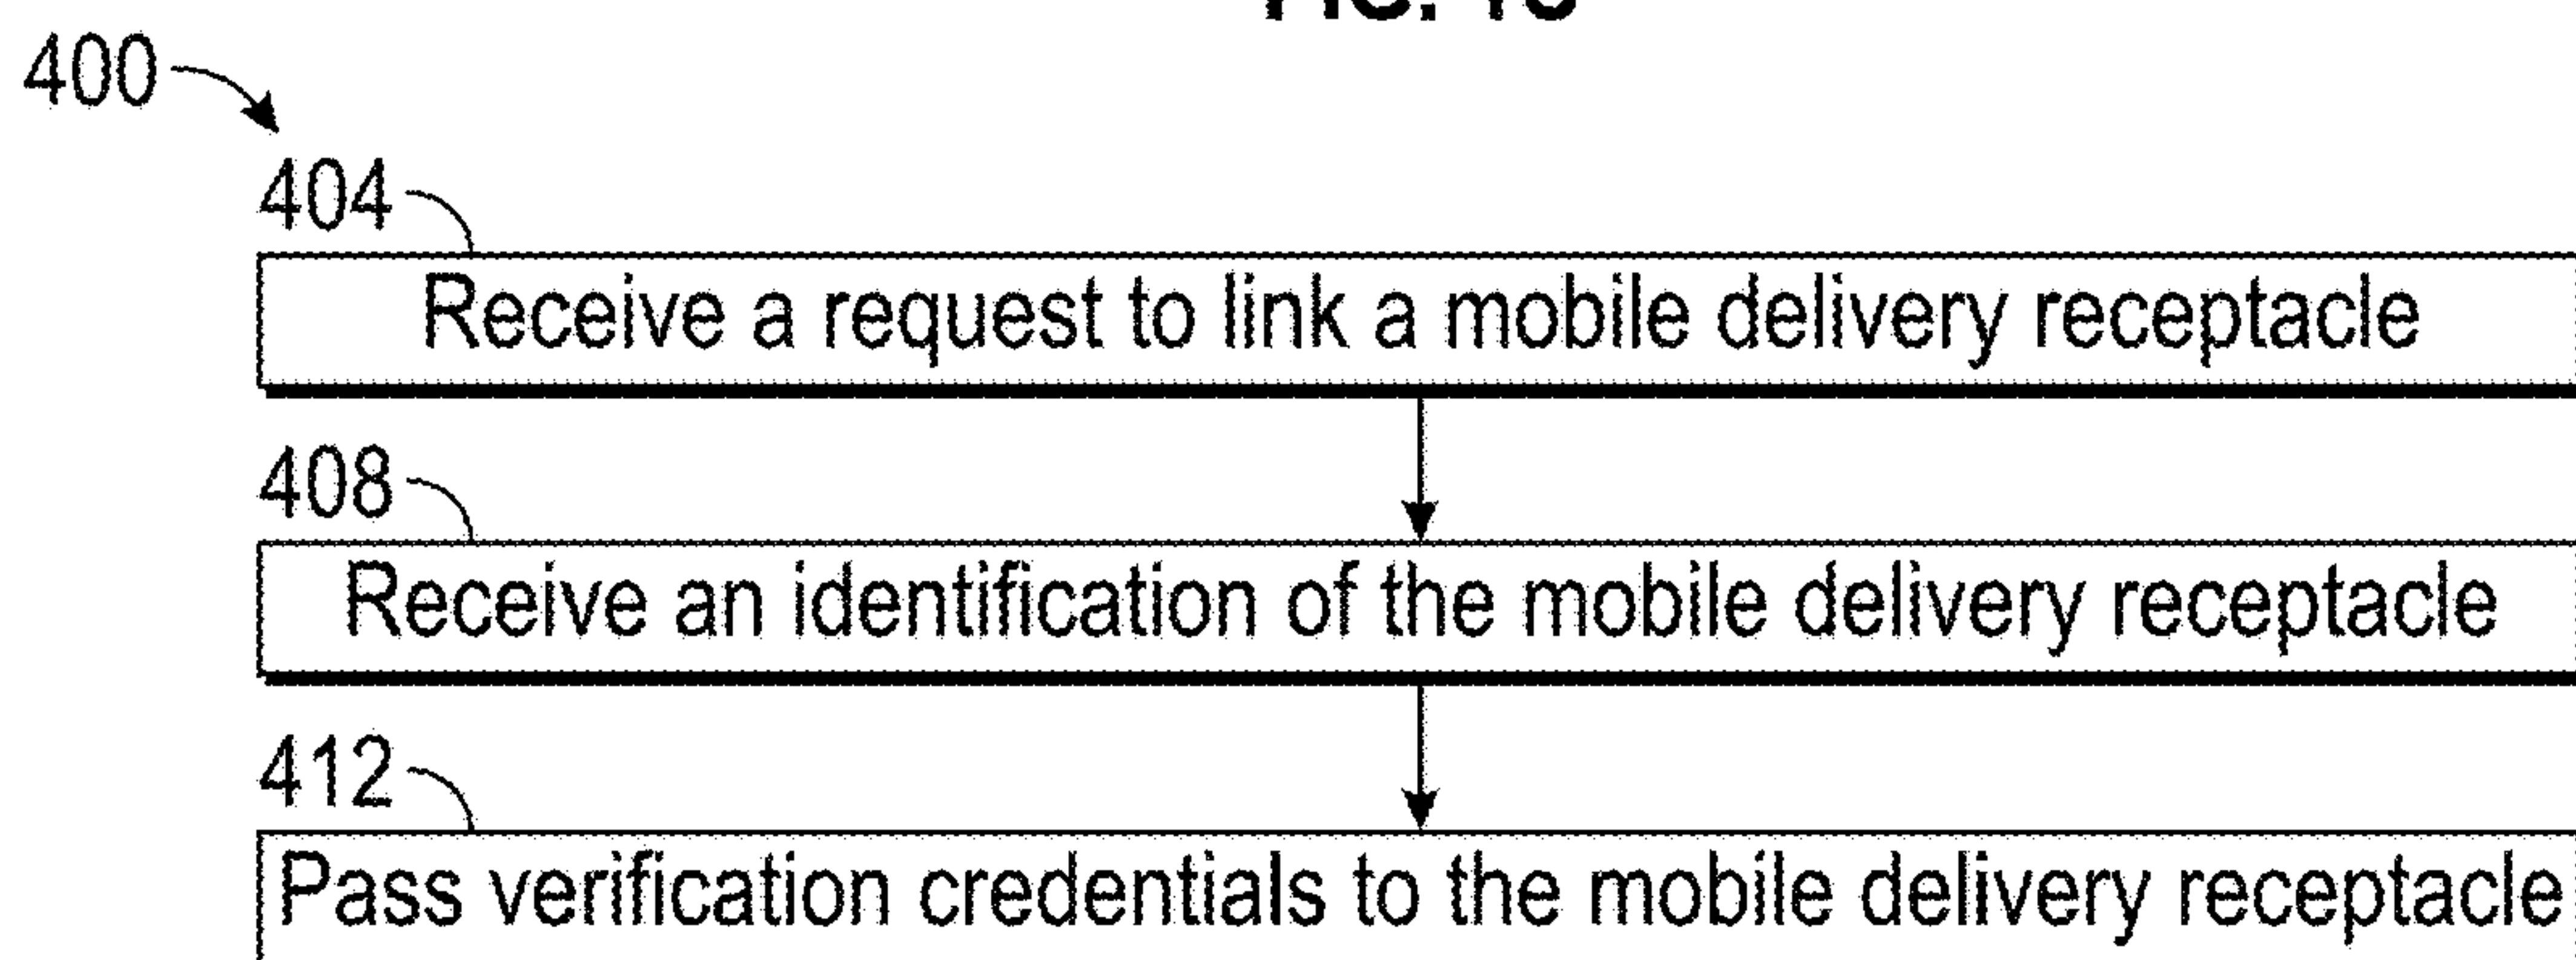 400
404
Receive a request to link a mobile delivery receptacle
408
Receive an identification of the mobile delivery receptacle
412
Pass verification credentials to the mobile delivery receptacle